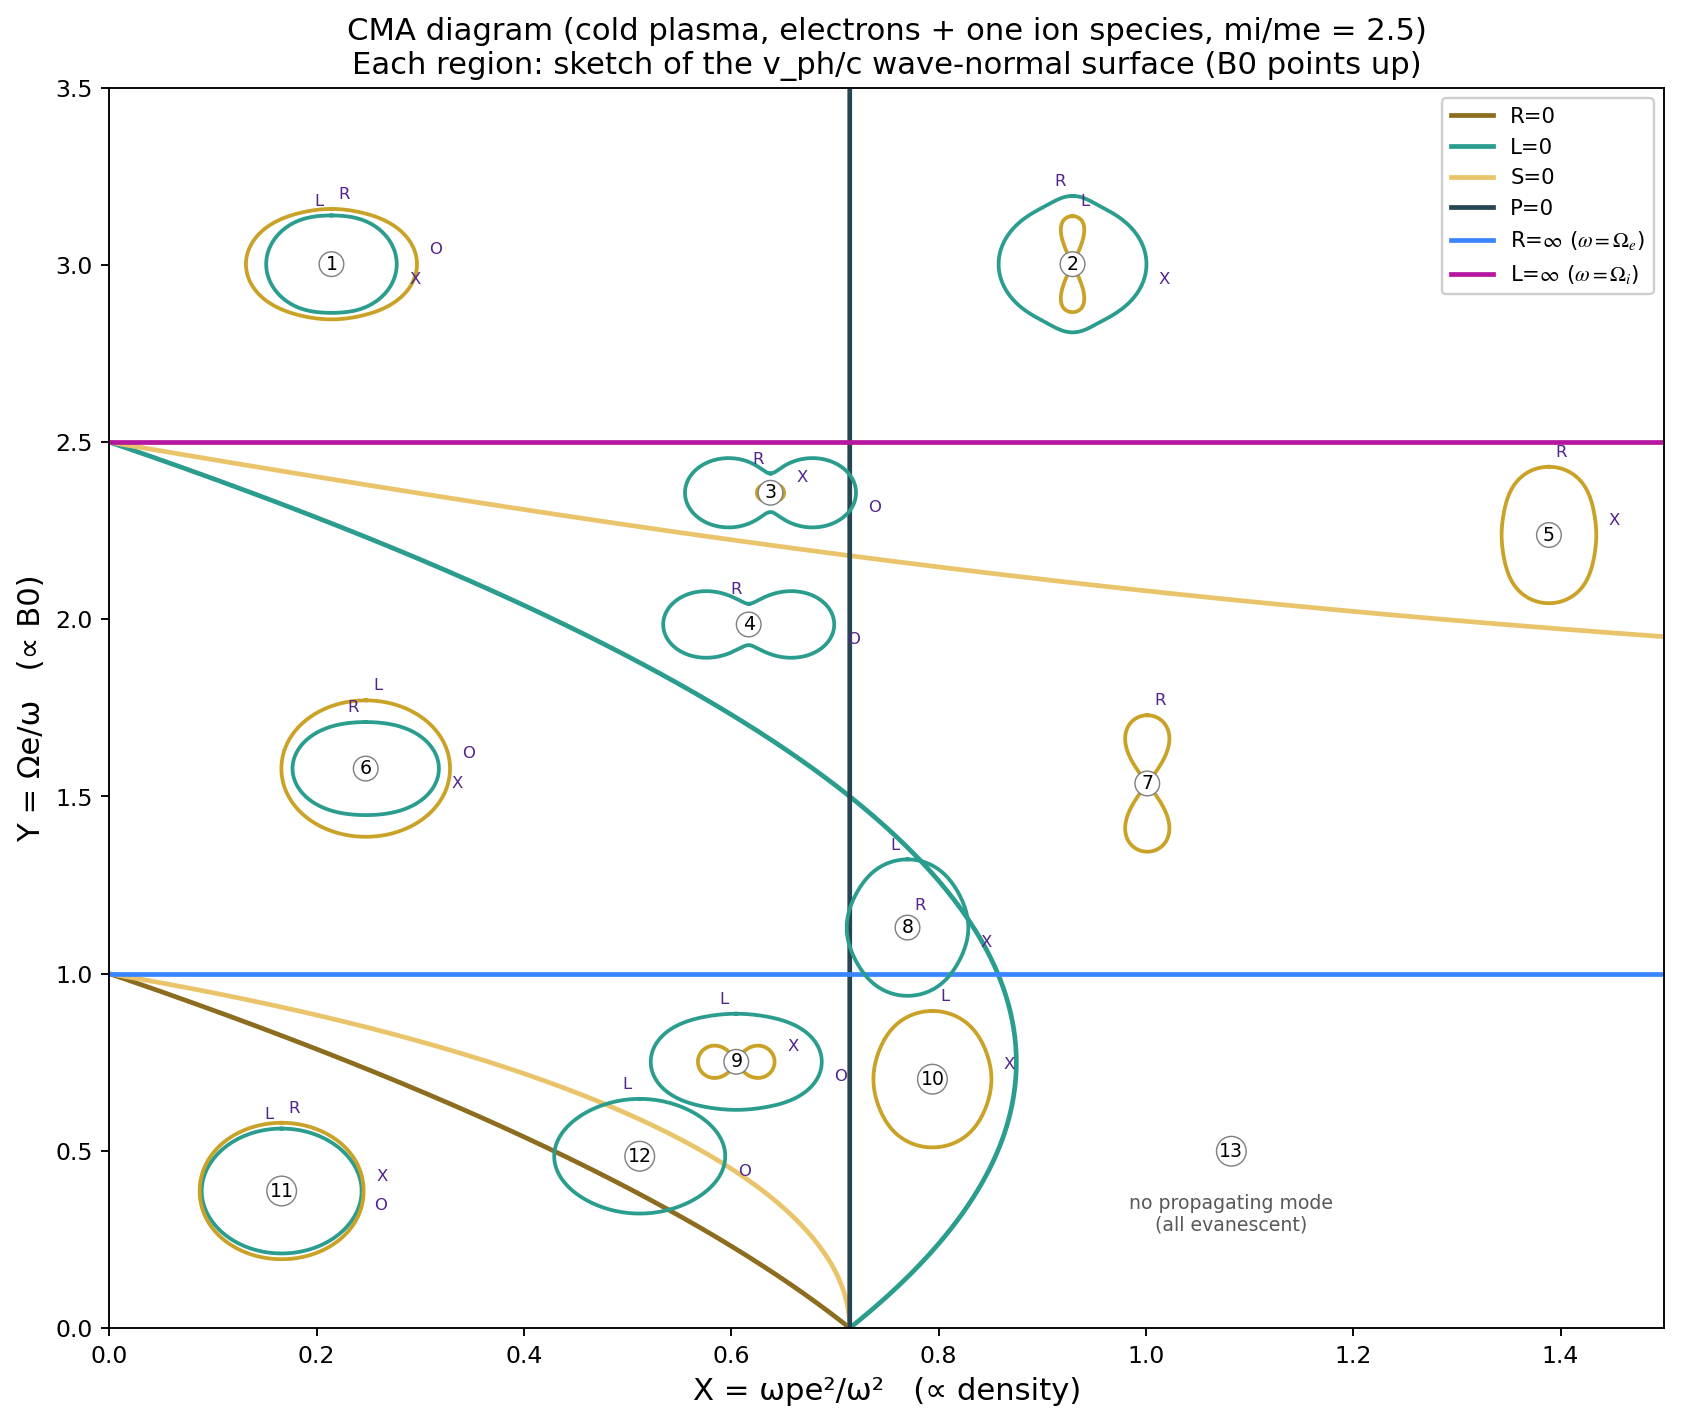 CMA diagram (cold plasma, electrons + one ion species, mi/me = 2.5)
Each region: sketch of the v_ph/c wave-normal surface (B0 points up)
R=0
L=0
S=0
P=0
R=∞ (ω=Ωₑ)
L=∞ (ω=Ωᵢ)
Y = Ωe/ω (∝ B0)
3.5
3.0
2.5
2.0
1.5
1.0
0.5
0.0
L R
1
O
X
R
L
2
X
R
X
3
O
R
X
5
R
4
O
L
R
6
O
X
R
7
L
R
8
X
L
X
9
O
L
X
10
L
12
O
L R
11
X
O
13
no propagating mode
(all evanescent)
0.0 0.2 0.4 0.6 0.8 1.0 1.2 1.4
X = ωpe²/ω² (∝ density)